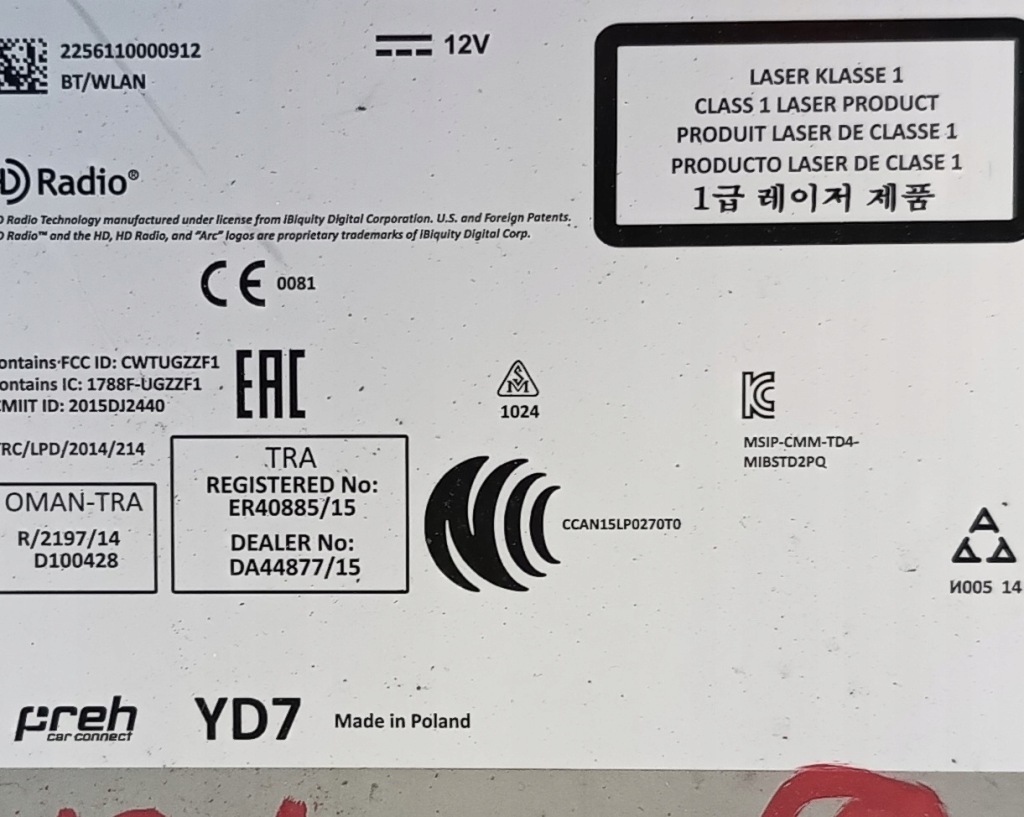 2256110000912
BT/WLAN
12V
LASER KLASSE 1
CLASS 1 LASER PRODUCT
PRODUIT LASER DE CLASSE 1
PRODUCTO LASER DE CLASE 1
1급 레이저 제품
HD Radio®
D Radio Technology manufactured under license from iBiquity Digital Corporation. U.S. and Foreign Patents.
D Radio™ and the HD, HD Radio, and "Arc" logos are proprietary trademarks of iBiquity Digital Corp.
CE 0081
ontains FCC ID: CWTUGZZF1
ontains IC: 1788F-UGZZF1
CMIIT ID: 2015DJ2440
EAC
1024
MSIP-CMM-TD4-
MIBSTD2PQ
TRC/LPD/2014/214
OMAN-TRA
R/2197/14
D100428
TRA
REGISTERED No:
ER40885/15
DEALER No:
DA44877/15
CCAN15LP0270T0
И005 14
preh
car connect
YD7
Made in Poland